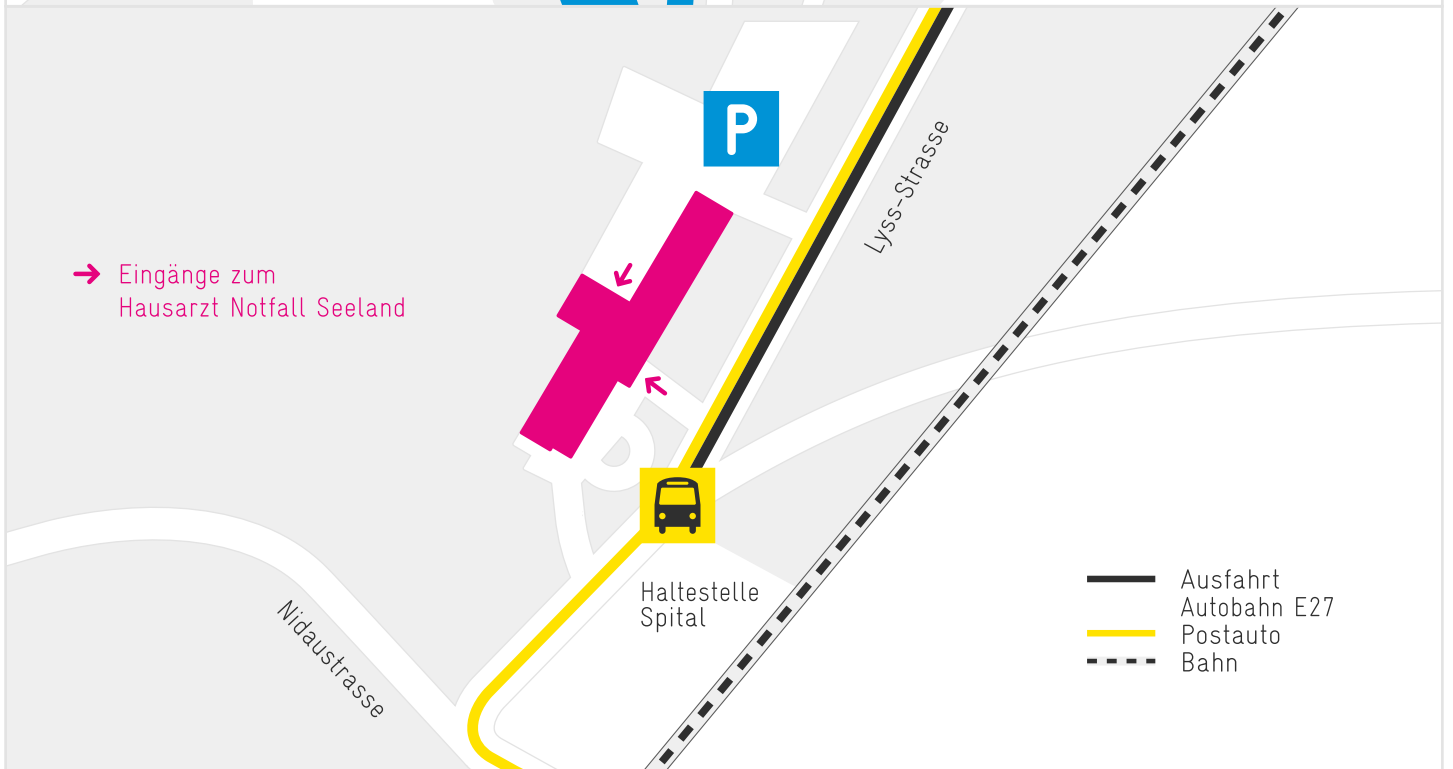 P
Lyss-Strasse
Eingänge zum
Hausarzt Notfall Seeland
Haltestelle
Spital
Nidaustrasse
Ausfahrt
Autobahn E27
Postauto
Bahn